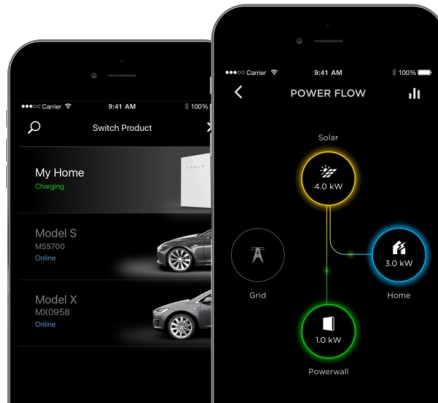 Carrier 9:41 AM 100%
Switch Product
My Home
Charging
TESLA
Model S
MS5700
Online
Model X
MX0958
Online
Carrier 9:41 AM 100%
POWER FLOW
Solar
4.0 kW
3.0 kW
Grid
Home
1.0 kW
Powerwall